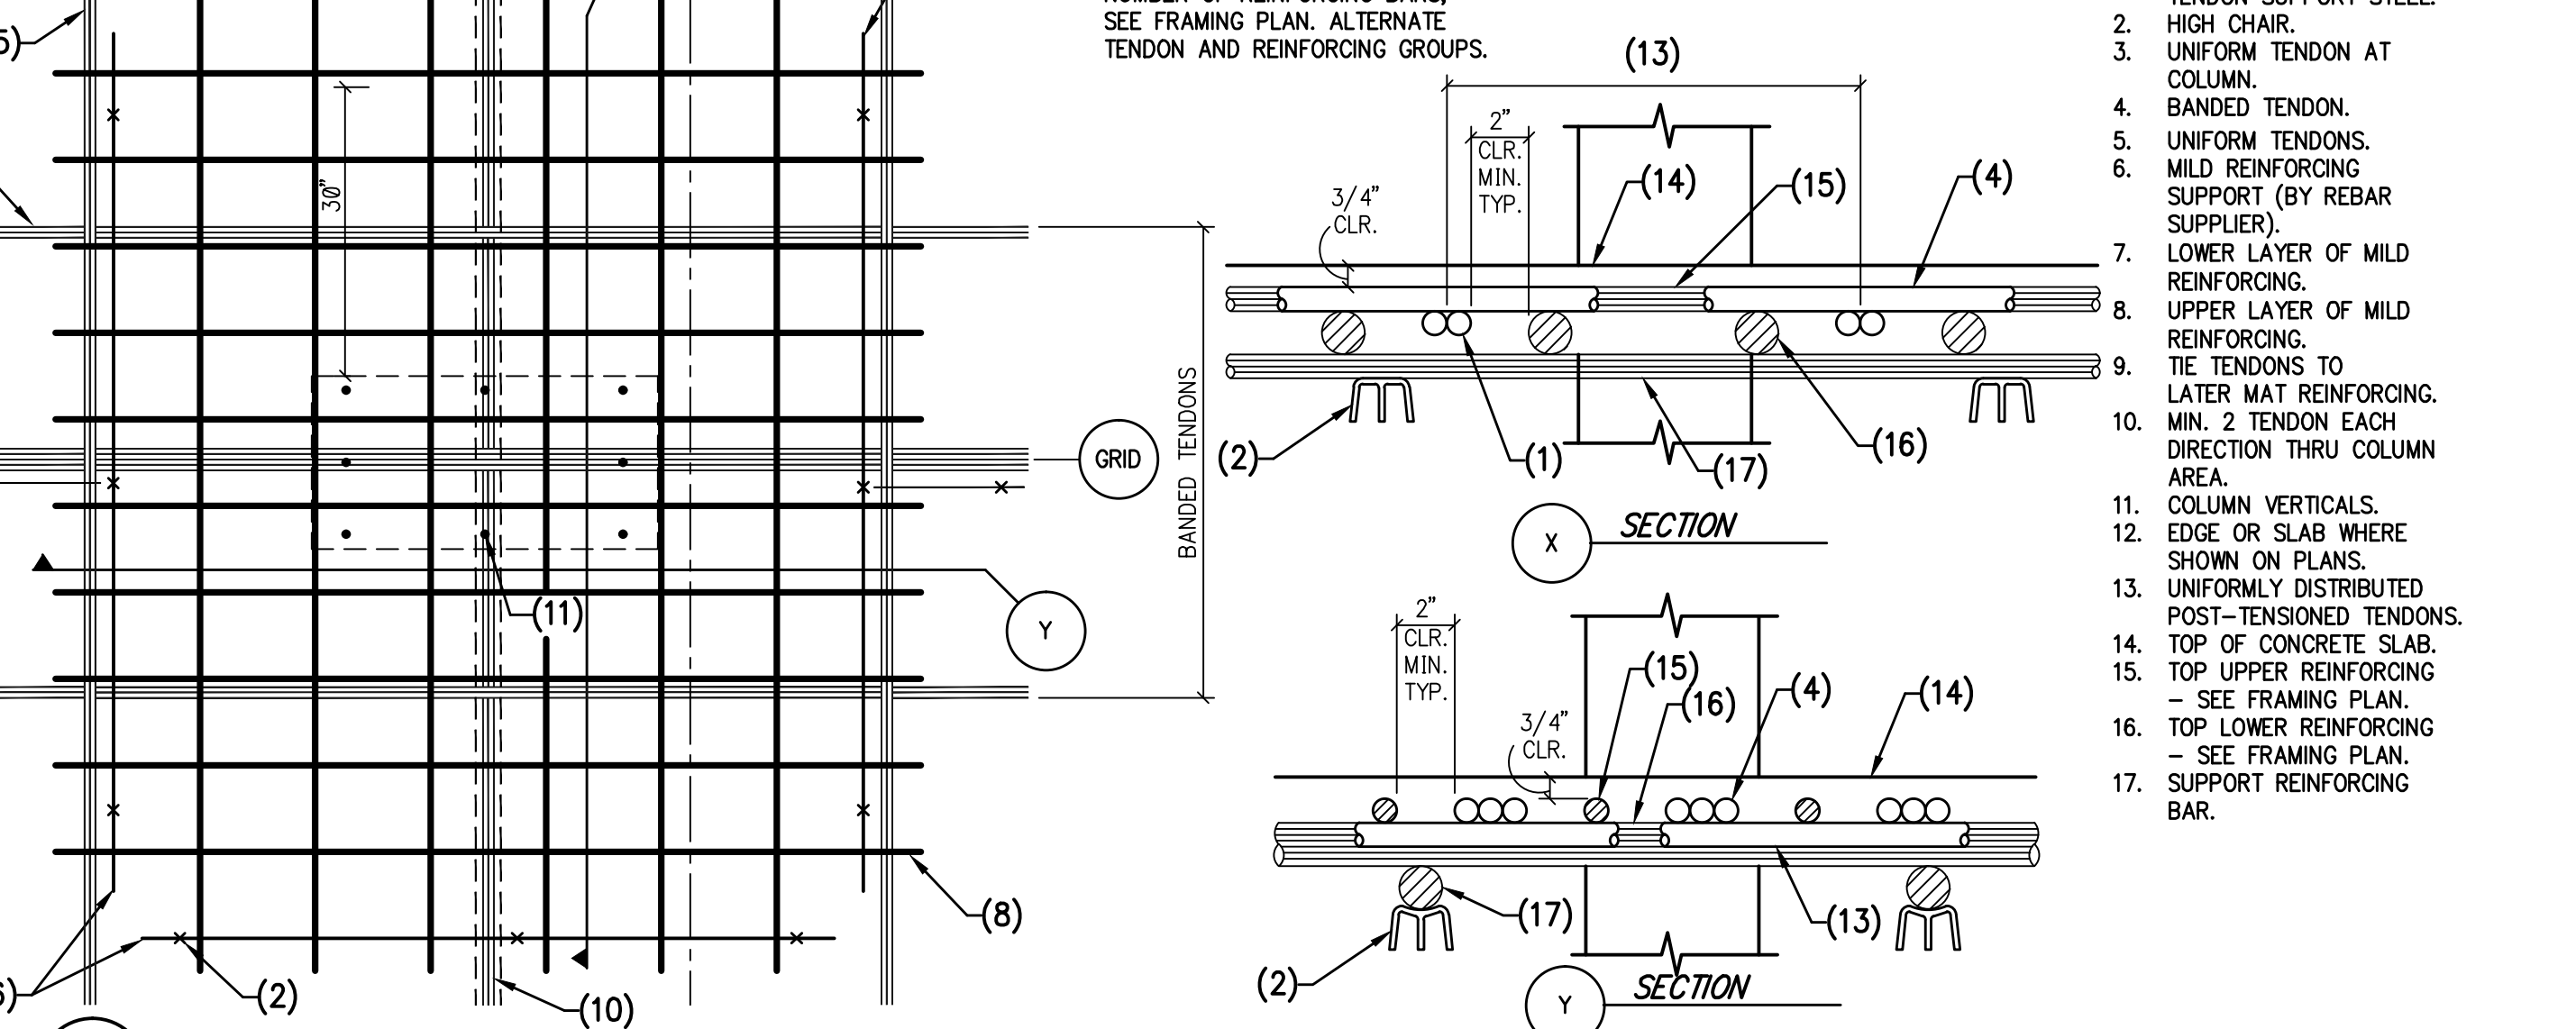 SEE FRAMING PLAN. ALTERNATE
TENDON AND REINFORCING GROUPS.
5)
30"
(11)
(8)
(2)
(10)
GRID
Y
BANDED TENDONS
(13)
2"
CLR.
MIN.
TYP.
3/4"
CLR.
(14)
(15)
(4)
(2)
(1)
(17)
(16)
X
SECTION
2"
CLR.
MIN.
TYP.
3/4"
CLR.
(15)
(16)
(4)
(14)
(17)
(13)
(2)
Y
SECTION
TENDON SUPPORT STEEL.
2. HIGH CHAIR.
3. UNIFORM TENDON AT
COLUMN.
4. BANDED TENDON.
5. UNIFORM TENDONS.
6. MILD REINFORCING
SUPPORT (BY REBAR
SUPPLIER).
7. LOWER LAYER OF MILD
REINFORCING.
8. UPPER LAYER OF MILD
REINFORCING.
9. TIE TENDONS TO
LATER MAT REINFORCING.
10. MIN. 2 TENDON EACH
DIRECTION THRU COLUMN
AREA.
11. COLUMN VERTICALS.
12. EDGE OR SLAB WHERE
SHOWN ON PLANS.
13. UNIFORMLY DISTRIBUTED
POST-TENSIONED TENDONS.
14. TOP OF CONCRETE SLAB.
15. TOP UPPER REINFORCING
- SEE FRAMING PLAN.
16. TOP LOWER REINFORCING
- SEE FRAMING PLAN.
17. SUPPORT REINFORCING
BAR.